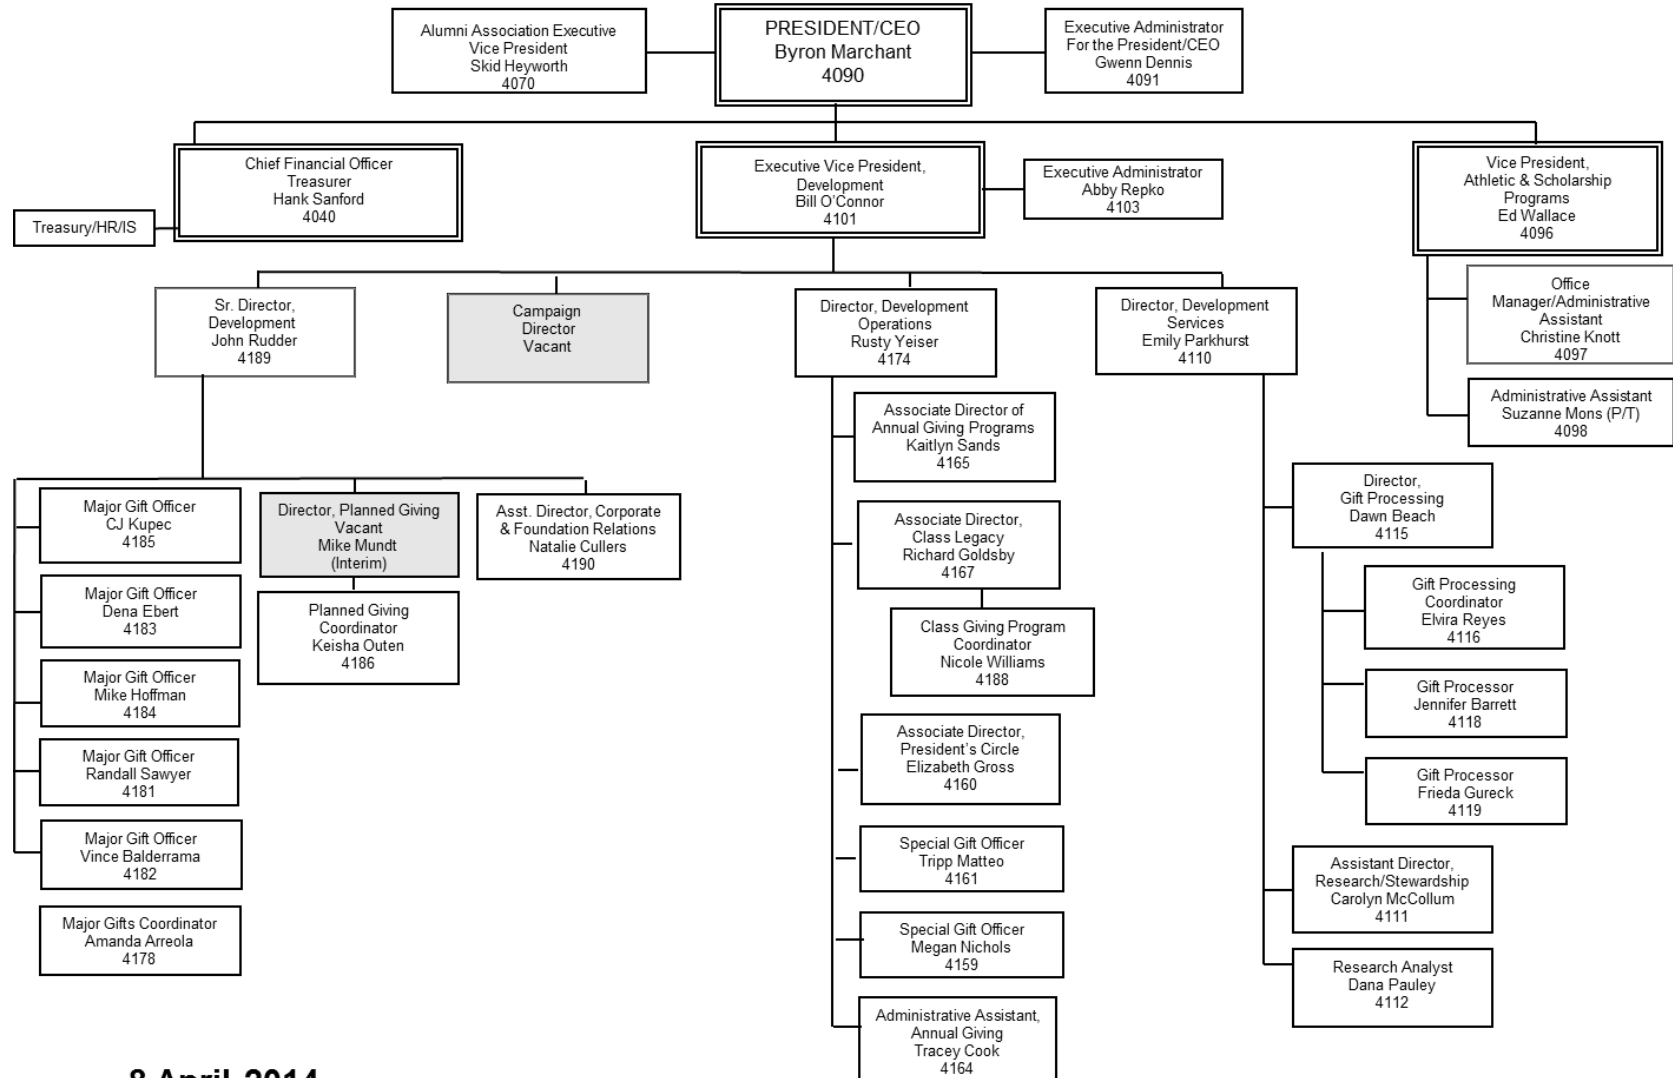 Alumni Association Executive
Vice President
Skid Heyworth
4070
PRESIDENT/CEO
Byron Marchant
4090
Executive Administrator
For the President/CEO
Gwenn Dennis
4091
Chief Financial Officer
Treasurer
Hank Sanford
4040
Treasury/HR/IS
Executive Vice President,
Development
Bill O’Connor
4101
Executive Administrator
Abby Repko
4103
Vice President,
Athletic & Scholarship
Programs
Ed Wallace
4096
Office
Manager/Administrative
Assistant
Christine Knott
4097
Administrative Assistant
Suzanne Mons (P/T)
4098
Sr. Director,
Development
John Rudder
4189
Campaign
Director
Vacant
Director, Development
Operations
Rusty Yeiser
4174
Director, Development
Services
Emily Parkhurst
4110
Major Gift Officer
CJ Kupec
4185
Major Gift Officer
Dena Ebert
4183
Major Gift Officer
Mike Hoffman
4184
Major Gift Officer
Randall Sawyer
4181
Major Gift Officer
Vince Balderrama
4182
Major Gifts Coordinator
Amanda Arreola
4178
Director, Planned Giving
Vacant
Mike Mundt
(Interim)
Planned Giving
Coordinator
Keisha Outen
4186
Asst. Director, Corporate
& Foundation Relations
Natalie Cullers
4190
Associate Director of
Annual Giving Programs
Kaitlyn Sands
4165
Associate Director,
Class Legacy
Richard Goldsby
4167
Class Giving Program
Coordinator
Nicole Williams
4188
Associate Director,
President’s Circle
Elizabeth Gross
4160
Special Gift Officer
Tripp Matteo
4161
Special Gift Officer
Megan Nichols
4159
Administrative Assistant,
Annual Giving
Tracey Cook
4164
Director,
Gift Processing
Dawn Beach
4115
Gift Processing
Coordinator
Elvira Reyes
4116
Gift Processor
Jennifer Barrett
4118
Gift Processor
Frieda Gureck
4119
Assistant Director,
Research/Stewardship
Carolyn McCollum
4111
Research Analyst
Dana Pauley
4112
8 April 2014